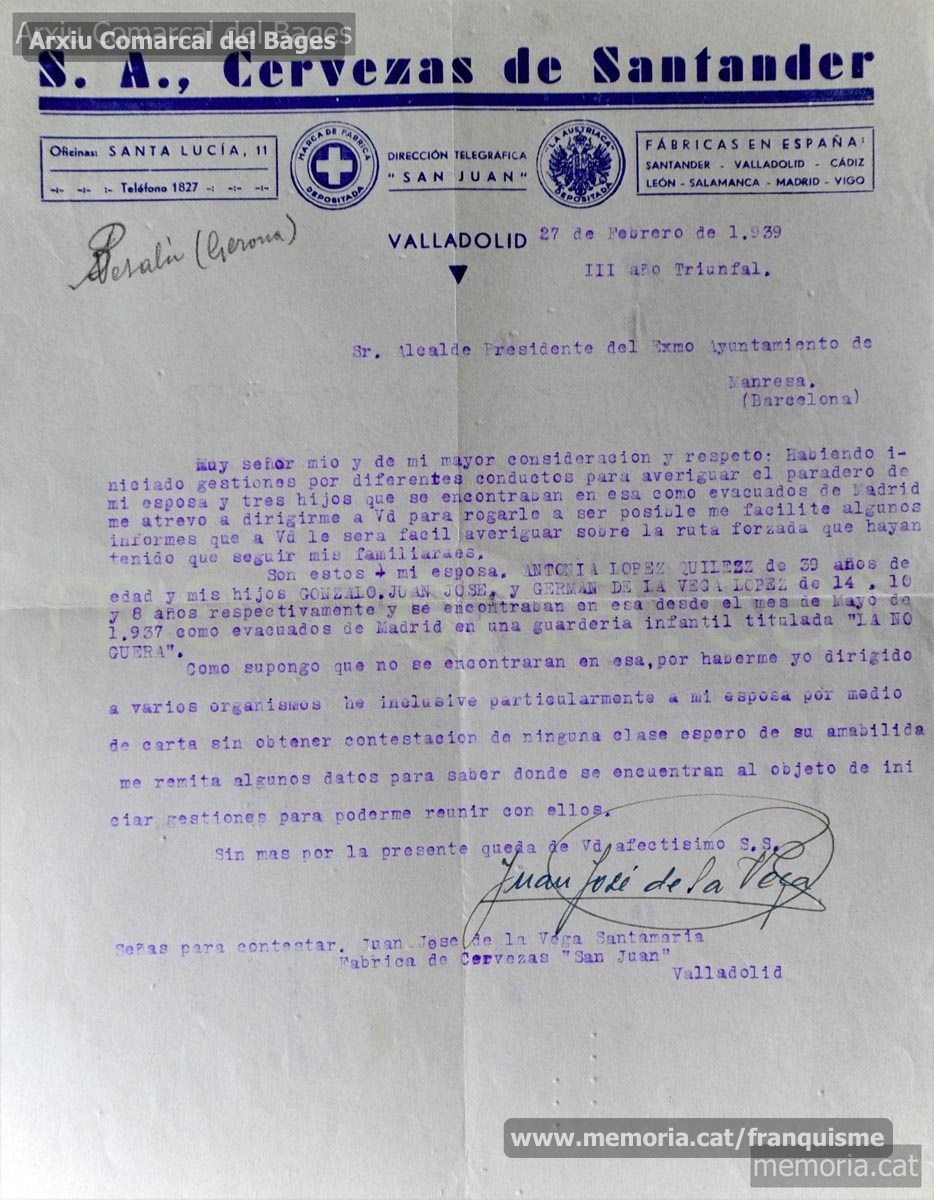 Arxiu Comarcal del Bages
Arxiu Comarcal del Bages
S. A., Cervezas de Santander
Oficinas: SANTA LUCÍA, 11
Teléfono 1827
MARCA DE FABRICA
DEPOSITADA
DIRECCIÓN TELEGRÁFICA
"SAN JUAN"
LA AUSTRIACA
DEPOSITADA
FÁBRICAS EN ESPAÑA:
SANTANDER - VALLADOLID - CÁDIZ
LEÓN - SALAMANCA - MADRID - VIGO
Besalú (Gerona)
VALLADOLID 27 de Febrero de 1.939
III año Triunfal.
Sr. Alcalde Presidente del Exmo Ayuntamiento de
Manresa.
(Barcelona)
Muy señor mio y de mi mayor consideracion y respeto: Habiendo i-
niciado gestiones por diferentes conductos para averiguar el paradero de
mi esposa y tres hijos que se encontraban en esa como evacuados de Madrid
me atrevo a dirigirme a Vd para rogarle a ser posible me facilite algunos
informes que a Vd le sera facil averiguar sobre la ruta forzada que hayan
tenido que seguir mis familiaraes.
Son estos mi esposa. ANTONIA LOPEZ QUILEZZ de 39 años de
edad y mis hijos GONZALO,JUAN JOSE, y GERMAN DE LA VEGA LOPEZ de 14 . 10
y 8 años respectivamente y se encontraban en esa desde el mes de Mayo de
1.937 como evacuados de Madrid en una guarderia infantil titulada "LA NO
GUERA".
Como supongo que no se encontraran en esa,por haberme yo dirigido
a varios organismos he inclusive particularmente a mi esposa por medio
de carta sin obtener contestacion de ninguna clase espero de su amabilida
me remita algunos datos para saber donde se encuentran al objeto de ini
ciar gestiones para poderme reunir con ellos.
Sin mas por la presente queda de Vd afectisimo S.S.
Juan José de la Vega
Señas para contestar. Juan Jose de la Vega Santamaria
Fabrica de Cervezas "San Juan"
Valladolid
www.memoria.cat/franquisme
memoria.cat